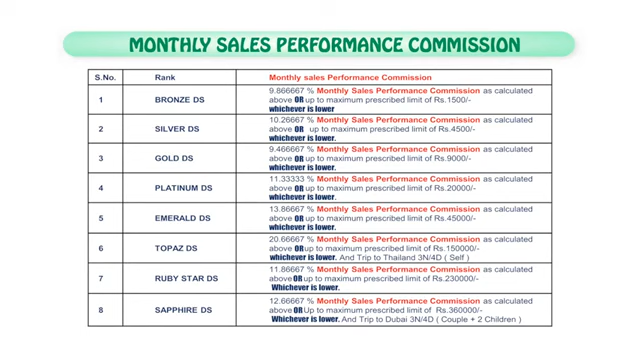 MONTHLY SALES PERFORMANCE COMMISSION
S.No. Rank Monthly sales Performance Commission
9.866667 % Monthly Sales Performance Commission as calculated
1 BRONZE DS above OR up to maximum prescribed limit of Rs.1500/-
whichever is lower
10.26667 % Monthly Sales Performance Commission as calculated
2 SILVER DS above OR up to maximum prescribed limit of Rs.4500/-
whichever is lower.
9.466667 % Monthly Sales Performance Commission as calculated
3 GOLD DS above OR up to maximum prescribed limit of Rs.9000/-
whichever is lower.
11.33333 % Monthly Sales Performance Commission as calculated
4 PLATINUM DS above OR up to maximum prescribed limit of Rs.20000/-
whichever is lower.
13.86667 % Monthly Sales Performance Commission as calculated
5 EMERALD DS above OR up to maximum prescribed limit of Rs.45000/-
whichever is lower.
20.66667 % Monthly Sales Performance Commission as calculated
6 TOPAZ DS above OR up to maximum prescribed limit of Rs.150000/-
whichever is lower. And Trip to Thailand 3N/4D ( Self )
11.86667 % Monthly Sales Performance Commission as calculated
7 RUBY STAR DS above OR up to maximum prescribed limit of Rs.230000/-
Whichever is lower.
12.66667 % Monthly Sales Performance Commission as calculated
8 SAPPHIRE DS above OR Up to maximum prescribed limit of Rs.360000/-
Whichever is lower. And Trip to Dubai 3N/4D ( Couple + 2 Children )